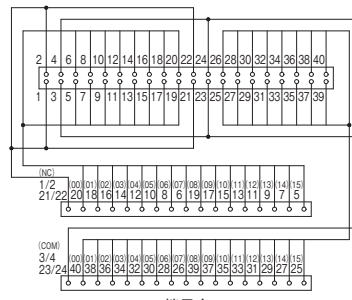 2 4 6 8 10 12 14 16 18 20 22 24 26 28 30 32 34 36 38 40
1 3 5 7 9 11 13 15 17 19 21 23 25 27 29 31 33 35 37 39
(NC)
1/2 (00) (01) (02) (03) (04) (05) (06) (07) (08) (09) (10) (11) (12) (13) (14) (15)
21/22 20 18 16 14 12 10 8 6 19 17 15 13 11 9 7 5
(COM)
3/4 (00) (01) (02) (03) (04) (05) (06) (07) (08) (09) (10) (11) (12) (13) (14) (15)
23/24 40 38 36 34 32 30 28 26 39 37 35 33 31 29 27 25